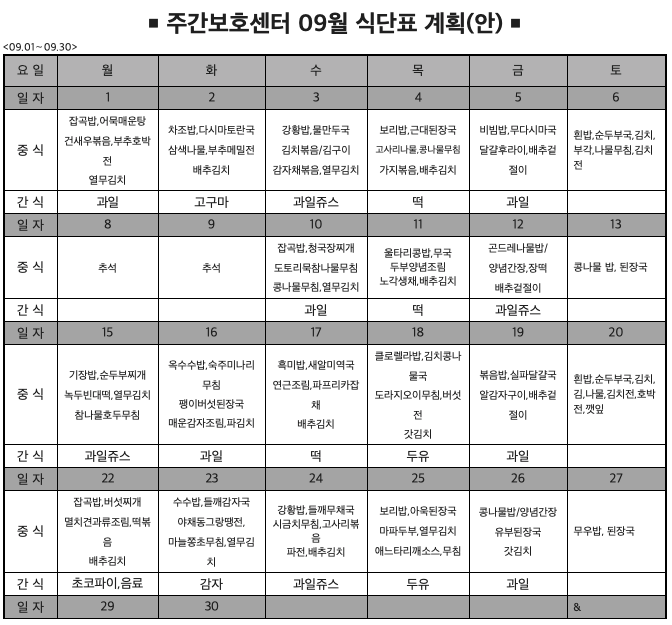 ▪ 주간보호센터 09월 식단표 계획(안) ▪
<09.01~09.30>
요 일 월 화 수 목 금 토
일 자 1 2 3 4 5 6
중 식
잡곡밥,어묵매운탕
건새우볶음,부추호박
전
열무김치
차조밥,다시마토란국
삼색나물,부추메밀전
배추김치
강황밥,물만두국
김치볶음/김구이
감자채볶음,열무김치
보리밥,근대된장국
고사리나물,콩나물무침
가지볶음,배추김치
비빔밥,무다시마국
달걀후라이,배추겉
절이
흰밥,순두부국,김치,
부각,나물무침,김치
전
간 식 과일 고구마 과일쥬스 떡 과일
일 자 8 9 10 11 12 13
중 식
추석
추석
잡곡밥,청국장찌개
도토리묵참나물무침
콩나물무침,열무김치
울타리콩밥,무국
두부양념조림
노각생채,배추김치
곤드레나물밥/
양념간장,장떡
배추겉절이
콩나물 밥, 된장국
간 식 과일 떡 과일쥬스
일 자 15 16 17 18 19 20
중 식
기장밥,순두부찌개
녹두빈대떡,열무김치
참나물호두무침
옥수수밥,숙주미나리
무침
팽이버섯된장국
매운감자조림,파김치
흑미밥,새알미역국
연근조림,파프리카잡
채
배추김치
클로렐라밥,김치콩나
물국
도라지오이무침,버섯
전
갓김치
볶음밥,실파달걀국
알감자구이,배추겉
절이
흰밥,순두부국,김치,
김,나물,김치전,호박
전,깻잎
간 식 과일쥬스 과일 떡 두유 과일
일 자 22 23 24 25 26 27
중 식
잡곡밥,버섯찌개
멸치견과류조림,떡볶
음
배추김치
수수밥,들깨감자국
야채동그랑땡전,
마늘쫑초무침,열무김
치
강황밥,들깨무채국
시금치무침,고사리볶
음
파전,배추김치
보리밥,아욱된장국
마파두부,열무김치
애느타리깨소스,무침
콩나물밥/양념간장
유부된장국
갓김치
무우밥, 된장국
간 식 초코파이,음료 감자 과일쥬스 두유 과일
일 자 29 30 &